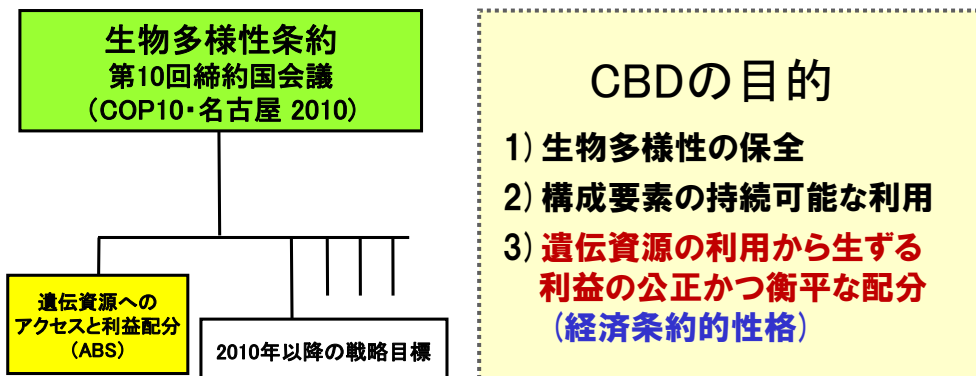 生物多様性条約
第10回締約国会議
(COP10・名古屋 2010)
遺伝資源への
アクセスと利益配分
(ABS)
2010年以降の戦略目標
CBDの目的
1) 生物多様性の保全
2) 構成要素の持続可能な利用
3) 遺伝資源の利用から生ずる
利益の公正かつ衡平な配分
(経済条約的性格)